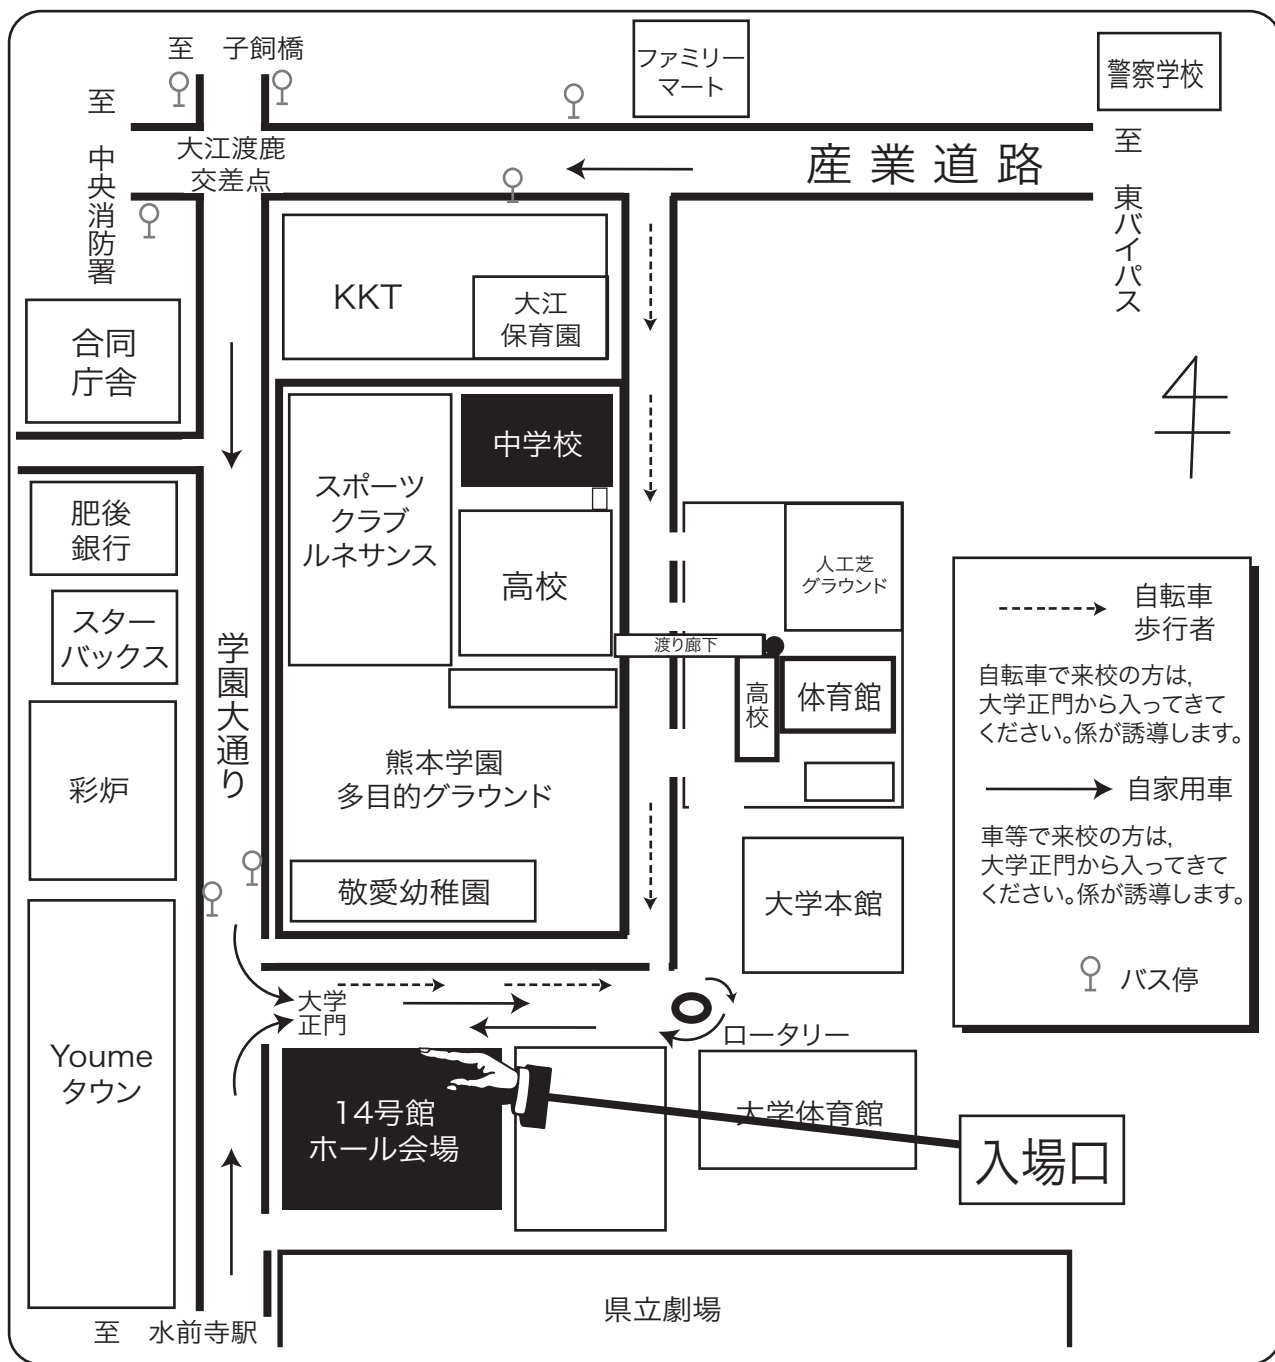 至 子飼橋
ファミリー
マート
警察学校
至 中央消防署
大江渡鹿
交差点
産業道路
至 東バイパス
KKT
大江
保育園
合同
庁舎
中学校
スポーツ
クラブ
ルネサンス
肥後
銀行
高校
人工芝
グラウンド
スター
バックス
学園大通り
渡り廊下
高校
体育館
自転車
歩行者
自転車で来校の方は,
大学正門から入ってきて
ください。係が誘導します。
自家用車
車等で来校の方は,
大学正門から入ってきて
ください。係が誘導します。
バス停
彩炉
熊本学園
多目的グラウンド
敬愛幼稚園
大学本館
大学
正門
ロータリー
Youme
タウン
14号館
ホール会場
大学体育館
入場口
県立劇場
至 水前寺駅